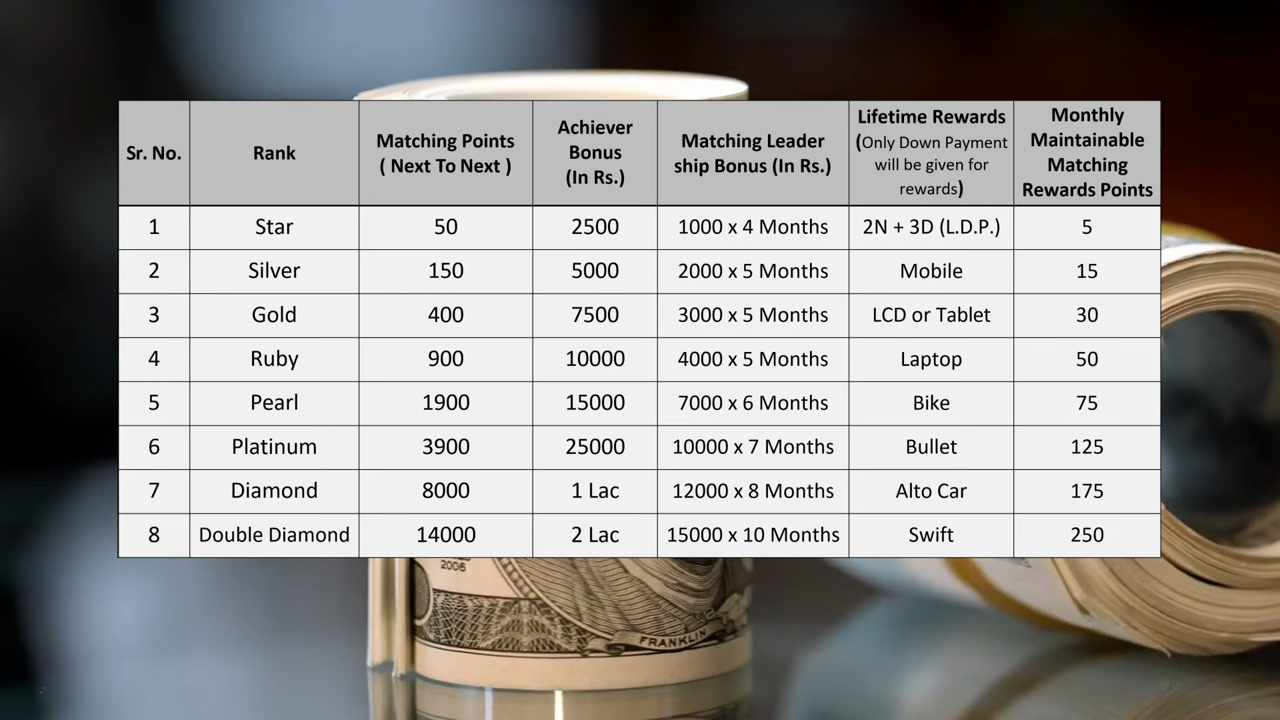 Sr. No. Rank Matching Points ( Next To Next ) Achiever Bonus (In Rs.) Matching Leader ship Bonus (In Rs.) Lifetime Rewards (Only Down Payment will be given for rewards) Monthly Maintainable Matching Rewards Points
1 Star 50 2500 1000 x 4 Months 2N + 3D (L.D.P.) 5
2 Silver 150 5000 2000 x 5 Months Mobile 15
3 Gold 400 7500 3000 x 5 Months LCD or Tablet 30
4 Ruby 900 10000 4000 x 5 Months Laptop 50
5 Pearl 1900 15000 7000 x 6 Months Bike 75
6 Platinum 3900 25000 10000 x 7 Months Bullet 125
7 Diamond 8000 1 Lac 12000 x 8 Months Alto Car 175
8 Double Diamond 14000 2 Lac 15000 x 10 Months Swift 250
2006
FRANKLIN